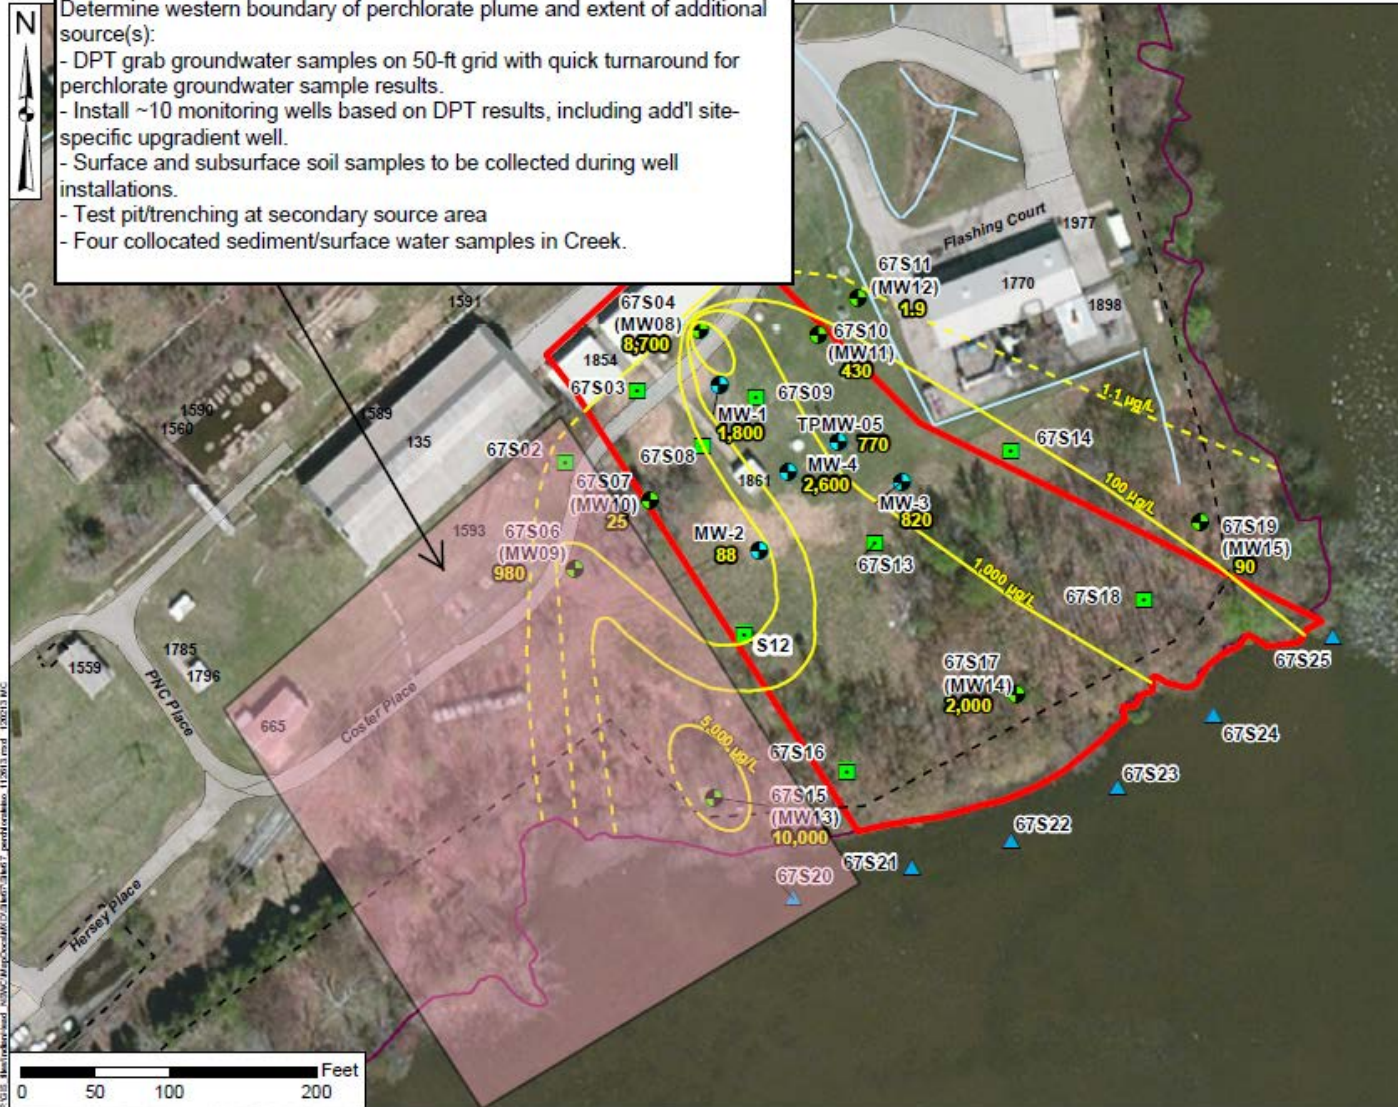 N
Determine western boundary of perchlorate plume and extent of additional
source(s):
- DPT grab groundwater samples on 50-ft grid with quick turnaround for
perchlorate groundwater sample results.
- Install ~10 monitoring wells based on DPT results, including add'l site-
specific upgradient well.
- Surface and subsurface soil samples to be collected during well
installations.
- Test pit/trenching at secondary source area
- Four collocated sediment/surface water samples in Creek.
Flashing Court
1977
1770
1898
67S11
(MW12)
1.9
1591
67S04
(MW08)
8,700
67S10
(MW11)
430
1854
67S03
67S09
MW-1
1,800
TPMW-05
770
1.1 µg/L
1590
1560
1589
135
67S02
67S08
67S14
1861
MW-4
2,600
67S07
(MW10)
25
MW-3
820
100 µg/L
1593
67S06
(MW09)
980
MW-2
88
67S19
(MW15)
90
67S13
1,000 µg/L
67S18
S12
67S25
1559
1785
1796
PNC Place
67S17
(MW14)
2,000
665
Coster Place
67S24
5,000 µg/L
67S16
67S23
67S15
(MW13)
10,000
67S22
67S21
67S20
Hersey Place
Feet
0 50 100 200